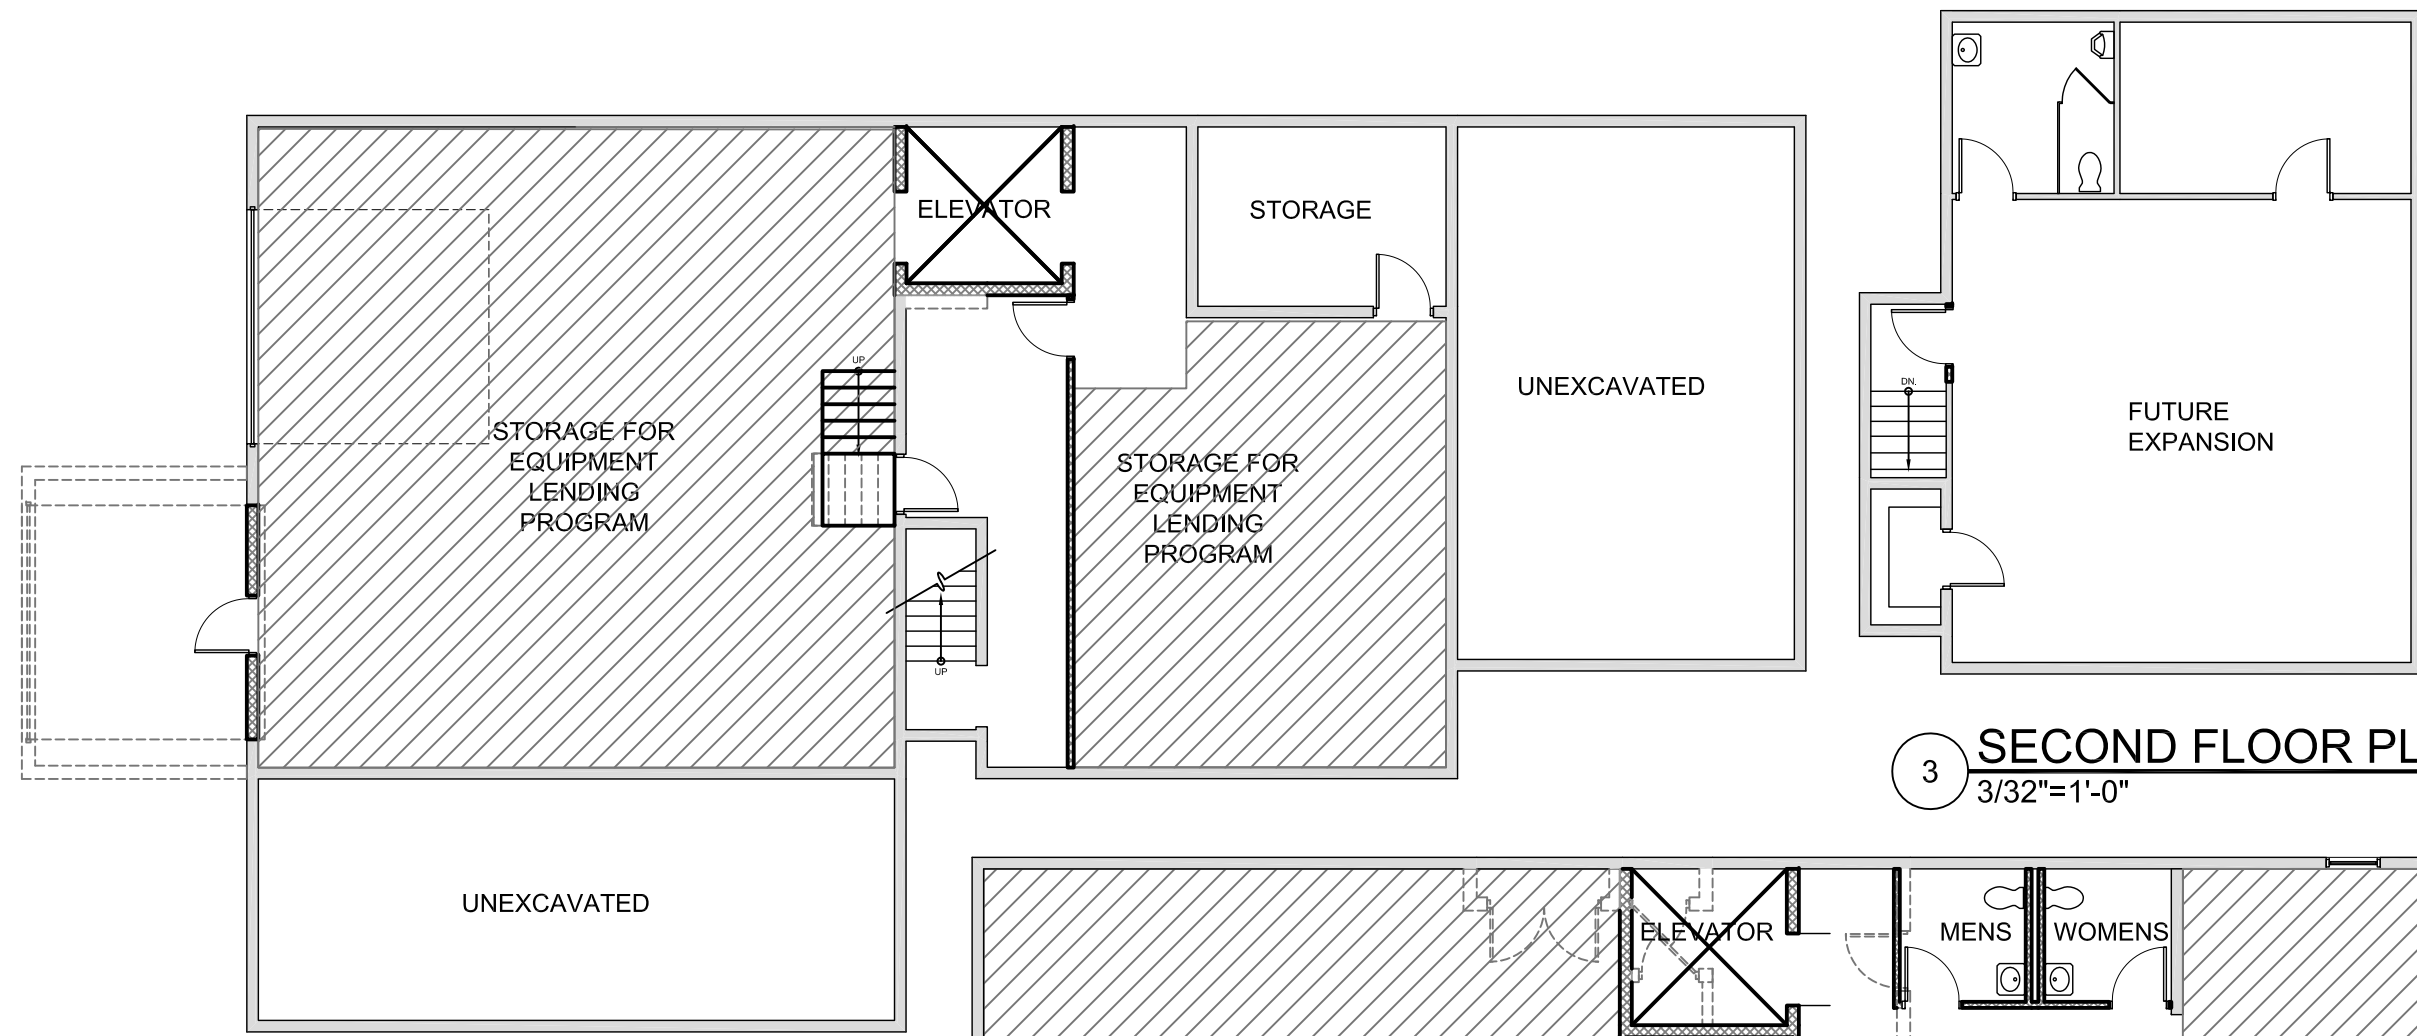 ELEVATOR
STORAGE
UP
UNEXCAVATED
STORAGE FOR
EQUIPMENT
LENDING
PROGRAM
STORAGE FOR
EQUIPMENT
LENDING
PROGRAM
UP
UNEXCAVATED
DN.
FUTURE
EXPANSION
3
SECOND FLOOR PL
3/32"=1'-0"
ELEVATOR
MENS
WOMENS